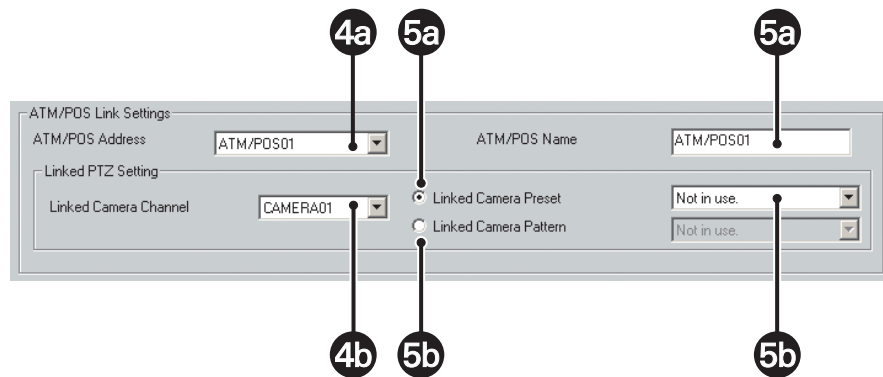 4a 5a 5a
ATM/POS Link Settings
ATM/POS Address ATM/POS01 ATM/POS Name ATM/POS01
Linked PTZ Setting
Linked Camera Channel CAMERA01 Linked Camera Preset Not in use.
Linked Camera Pattern Not in use.
4b 5b 5b